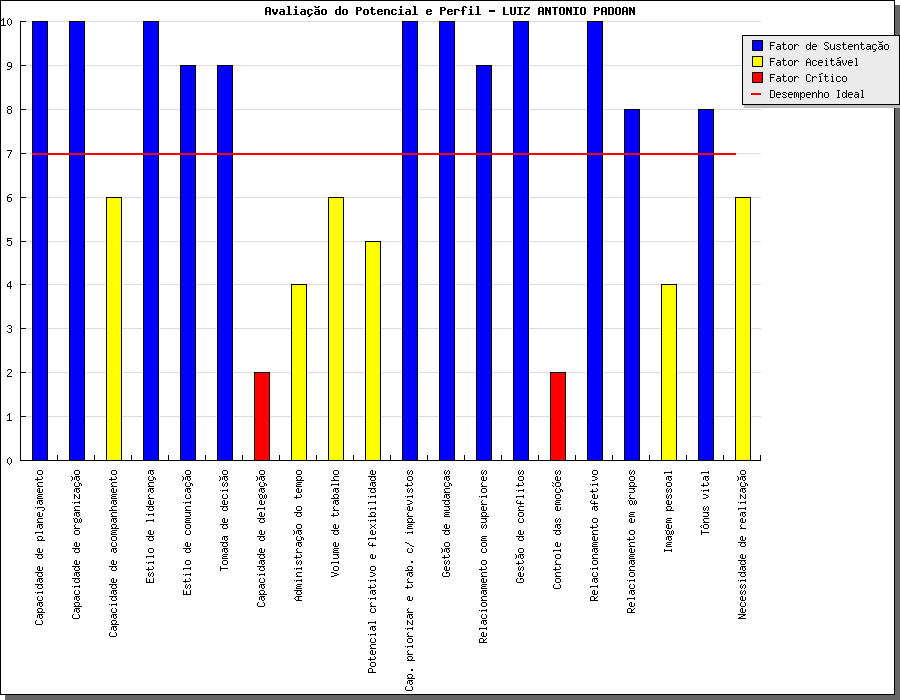 Avaliação do Potencial e Perfil - LUIZ ANTONIO PADOAN
Fator de Sustentação
Fator Aceitável
Fator Crítico
Desempenho Ideal
10
9
8
7
6
5
4
3
2
1
0
Capacidade de planejamento
Capacidade de organização
Capacidade de acompanhamento
Estilo de liderança
Estilo de comunicação
Tomada de decisão
Capacidade de delegação
Administração do tempo
Volume de trabalho
Potencial criativo e flexibilidade
Cap. priorizar e trab. c/ imprevistos
Gestão de mudanças
Relacionamento com superiores
Gestão de conflitos
Controle das emoções
Relacionamento afetivo
Relacionamento em grupos
Imagem pessoal
Tônus vital
Necessidade de realização